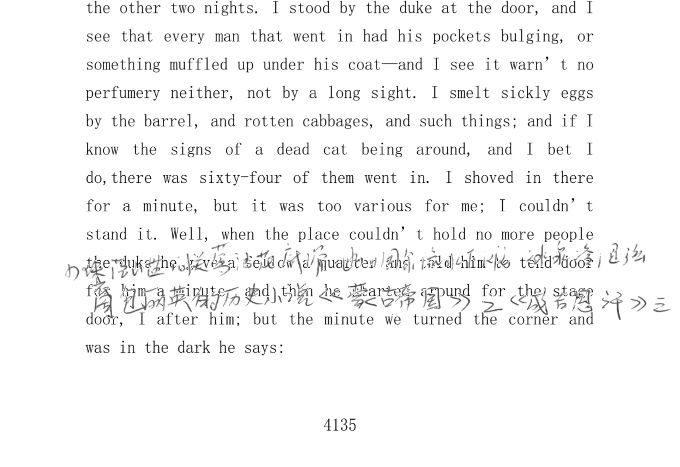 the other two nights. I stood by the duke at the door, and I
see that every man that went in had his pockets bulging, or
something muffled up under his coat—and I see it warn’t no
perfumery neither, not by a long sight. I smelt sickly eggs
by the barrel, and rotten cabbages, and such things; and if I
know the signs of a dead cat being around, and I bet I
do,there was sixty-four of them went in. I shoved in there
for a minute, but it was too various for me; I couldn’t
stand it. Well, when the place couldn’t hold no more people
the duke he give a fellow a quarter and told him to tend door
for him a minute, and then he started around for the stage
英的历史小说《蒙古帝国》之《成吉思汗》三
door, I after him; but the minute we turned the corner and
was in the dark he says:
4135